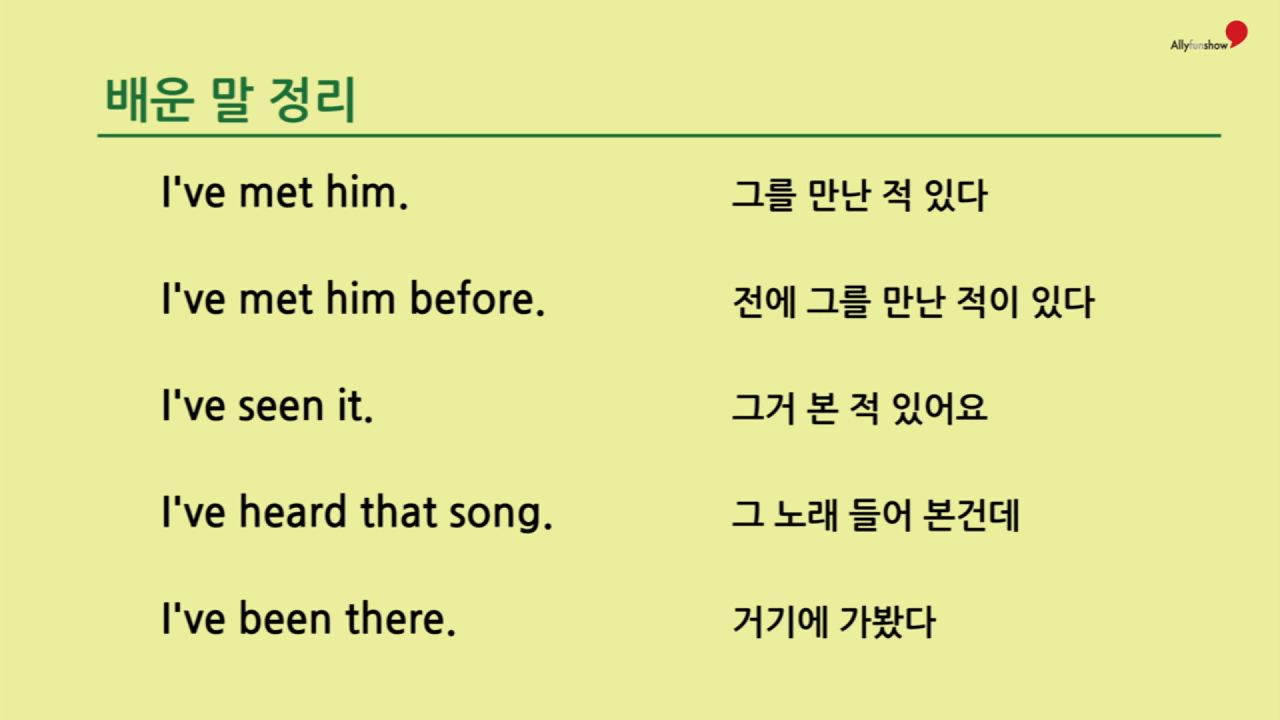 Allyfunshow
배운 말 정리
I've met him. 그를 만난 적 있다
I've met him before. 전에 그를 만난 적이 있다
I've seen it. 그거 본 적 있어요
I've heard that song. 그 노래 들어 본건데
I've been there. 거기에 가봤다